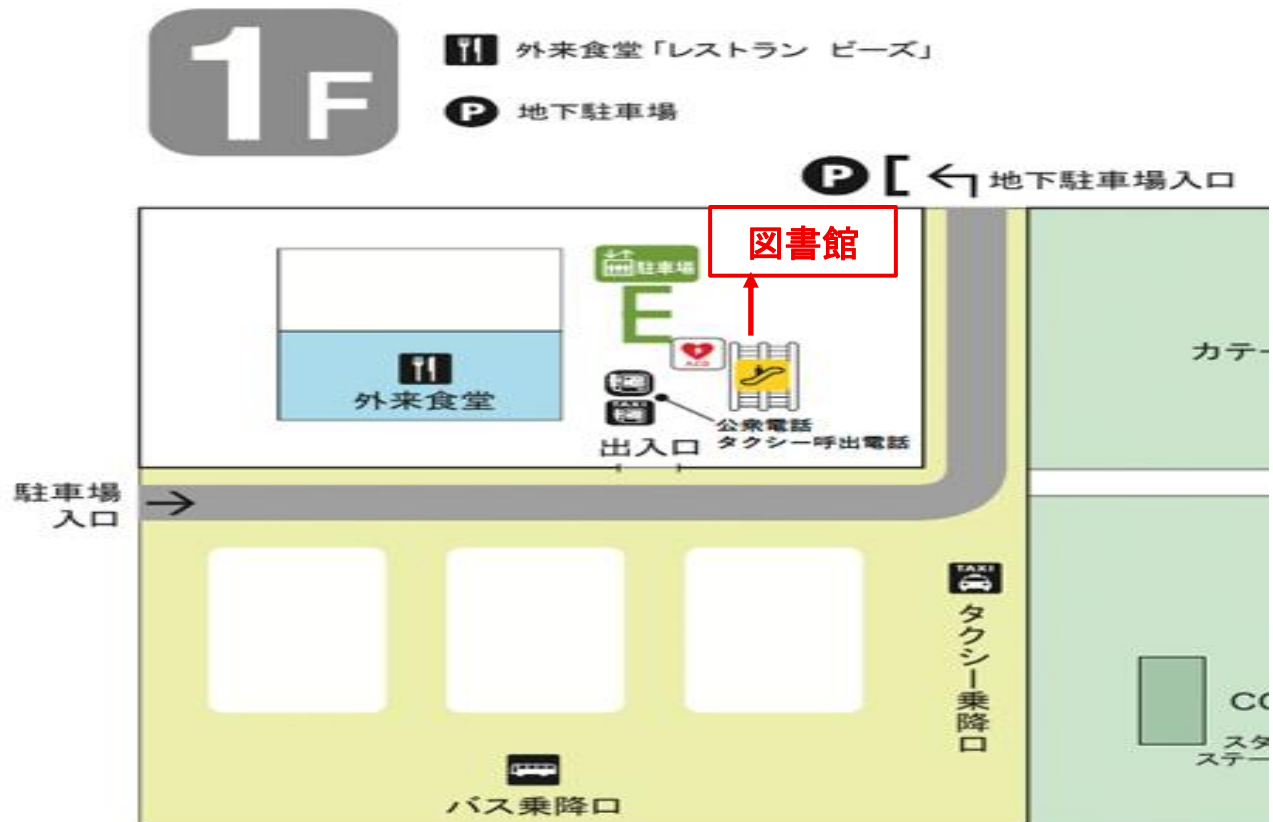 1F
外来食堂「レストラン ビーズ」
P 地下駐車場
P 地下駐車場入口
図書館
駐車場
E
AED
カテー
外来食堂
TAXI
公衆電話
タクシー呼出電話
出入口
駐車場
入口
TAXI
タクシー乗降口
CC
スタ
ステー
バス乗降口